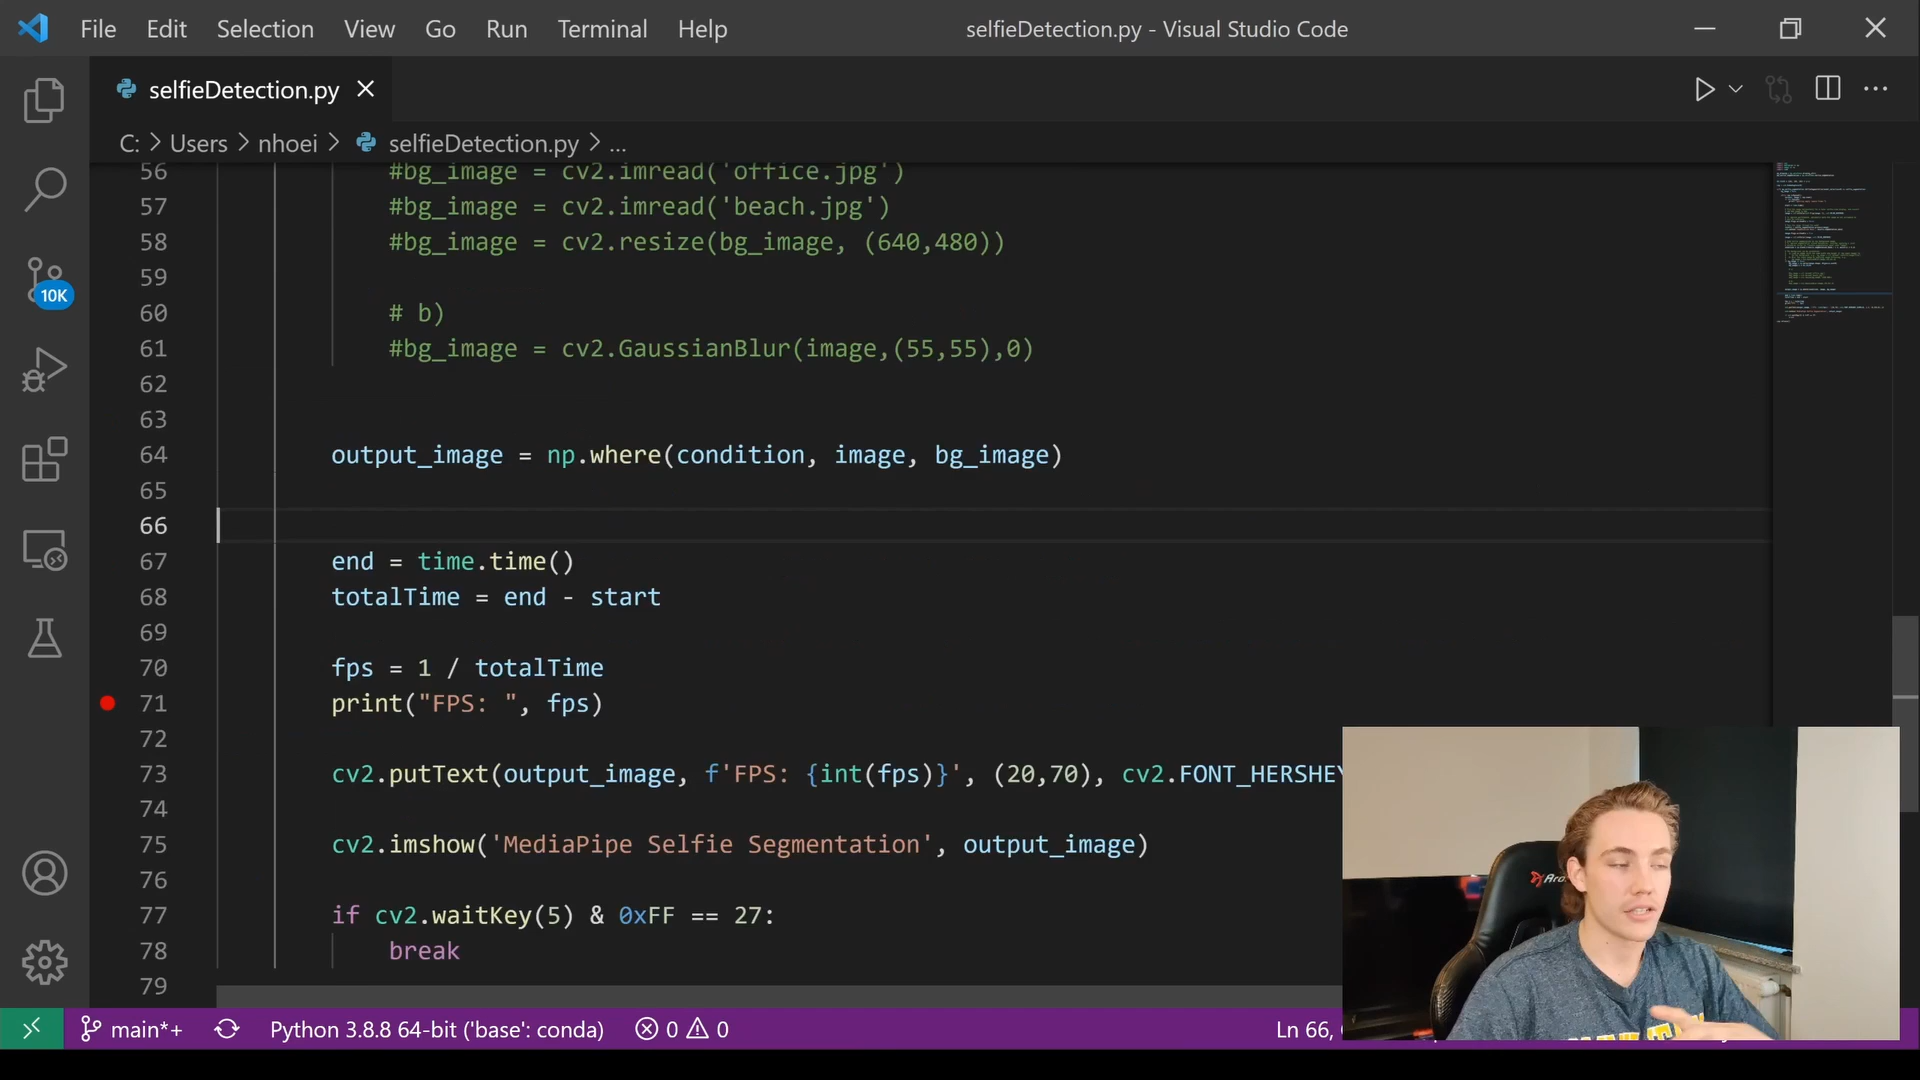 File Edit Selection View Go Run Terminal Help selfieDetection.py - Visual Studio Code
selfieDetection.py
C: > Users > nhoei > selfieDetection.py > ...
56 #bg_image = cv2.imread('office.jpg')
57 #bg_image = cv2.imread('beach.jpg')
58 #bg_image = cv2.resize(bg_image, (640,480))
59
60 # b)
61 #bg_image = cv2.GaussianBlur(image,(55,55),0)
62
63
64 output_image = np.where(condition, image, bg_image)
65
66
67 end = time.time()
68 totalTime = end - start
69
70 fps = 1 / totalTime
71 print("FPS: ", fps)
72
73 cv2.putText(output_image, f'FPS: {int(fps)}', (20,70), cv2.FONT_HERSHEY
74
75 cv2.imshow('MediaPipe Selfie Segmentation', output_image)
76
77 if cv2.waitKey(5) & 0xFF == 27:
78 break
79
10K
main*+ Python 3.8.8 64-bit ('base': conda) 0 0 Ln 66,